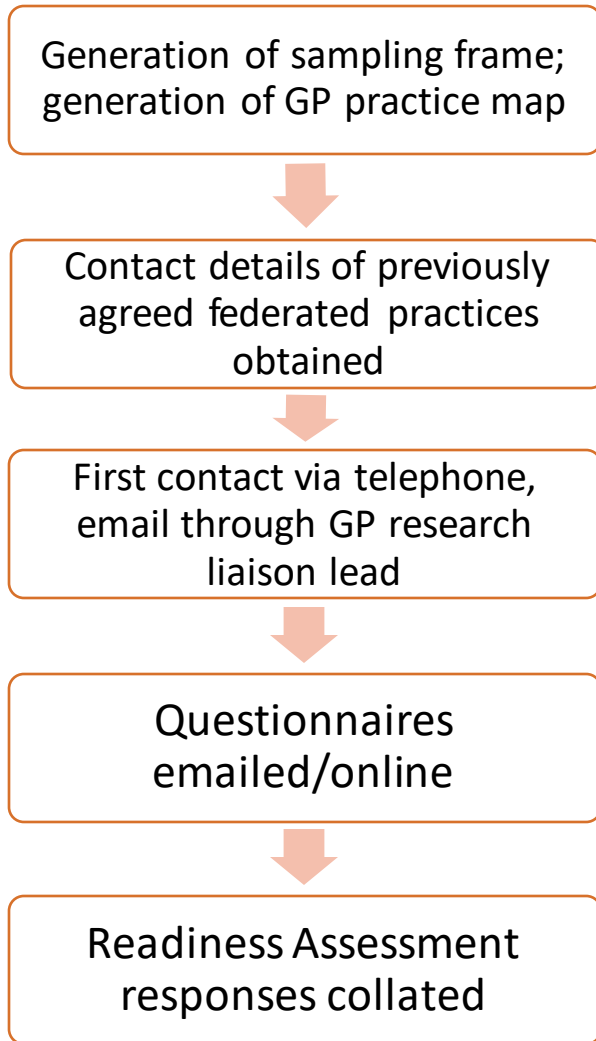 Generation of sampling frame;
generation of GP practice map
Contact details of previously
agreed federated practices
obtained
First contact via telephone,
email through GP research
liaison lead
Questionnaires
emailed/online
Readiness Assessment
responses collated